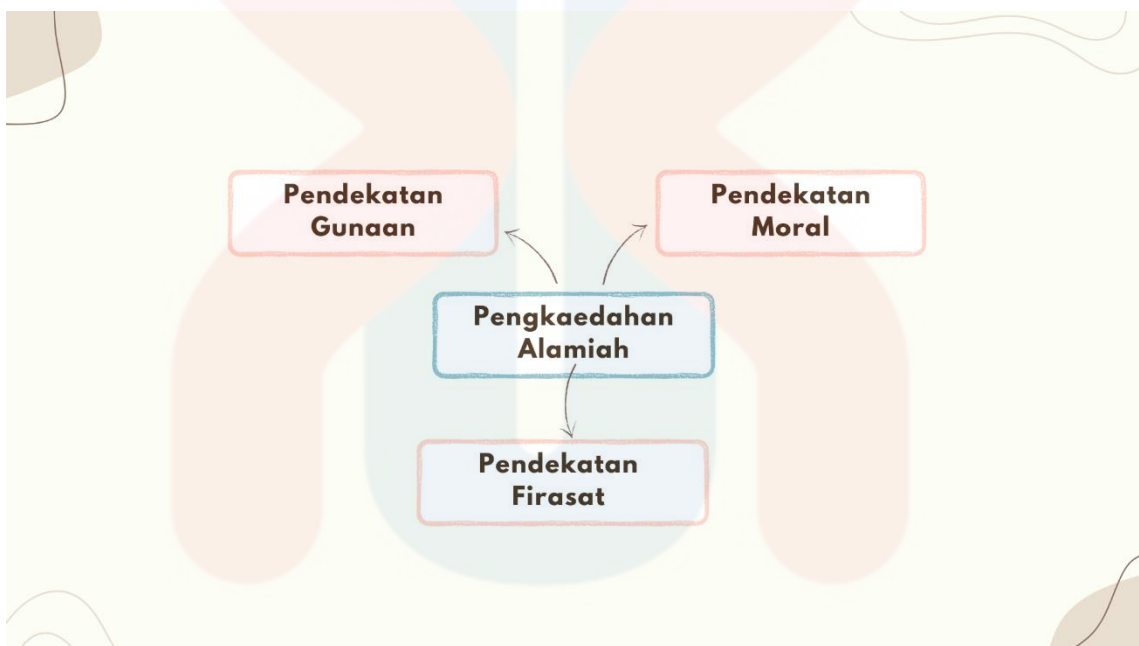 Pendekatan
Gunaan
Pendekatan
Moral
Pengkaedahan
Alamiah
Pendekatan
Firasat